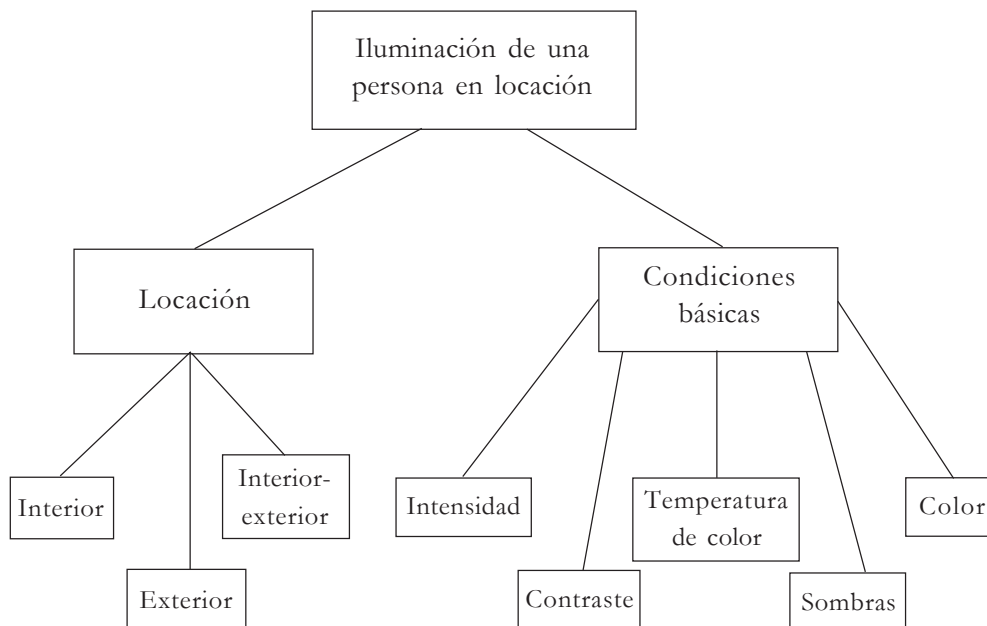 Iluminación de una
persona en locación
Locación
Condiciones
básicas
Interior
Exterior
Interior-
exterior
Intensidad
Contraste
Temperatura
de color
Sombras
Color